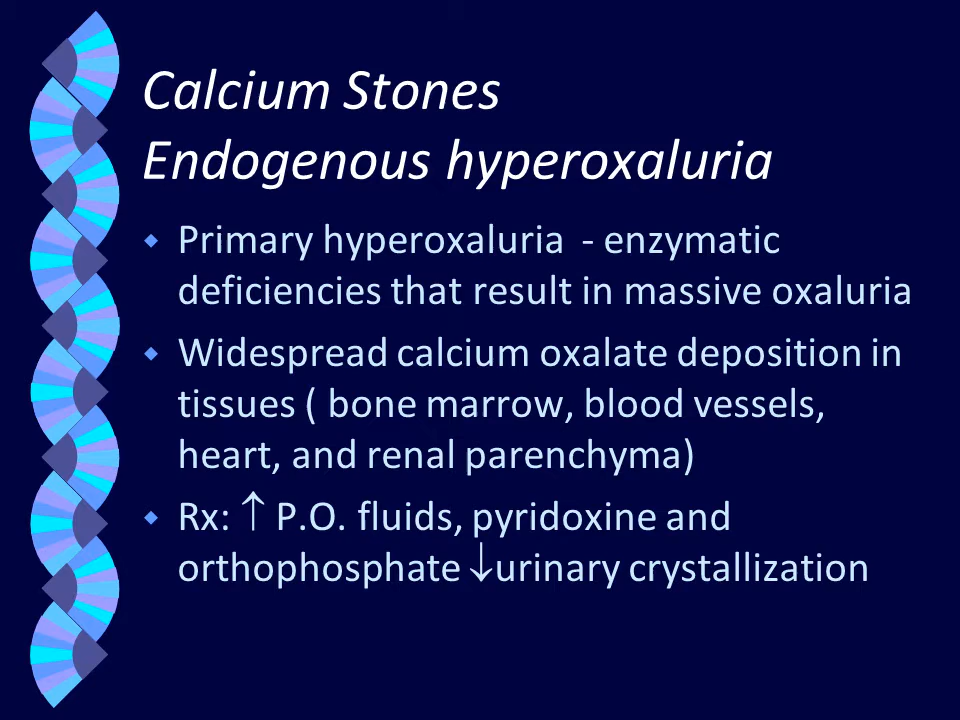 Calcium Stones
Endogenous hyperoxaluria
Primary hyperoxaluria - enzymatic
deficiencies that result in massive oxaluria
Widespread calcium oxalate deposition in
tissues ( bone marrow, blood vessels,
heart, and renal parenchyma)
Rx: ↑ P.O. fluids, pyridoxine and
orthophosphate ↓urinary crystallization